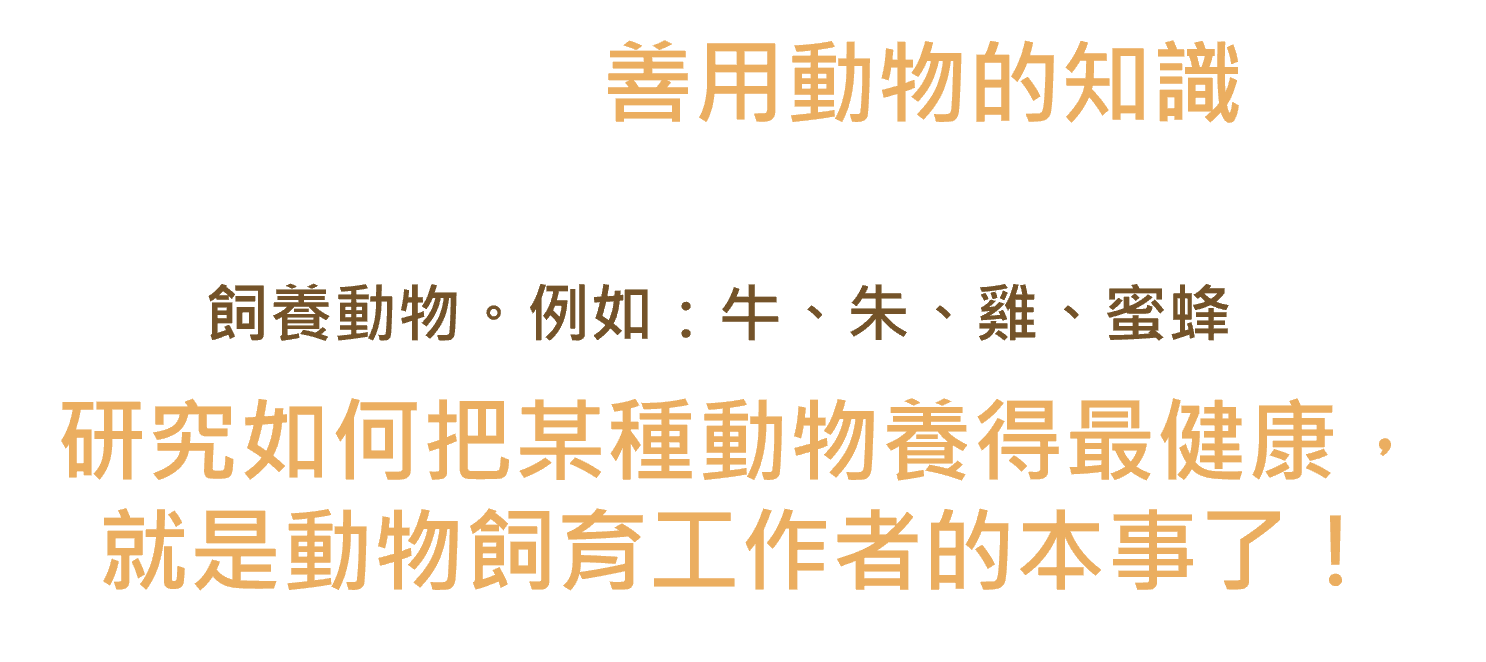 善用動物的知識
飼養動物。例如：牛、朱、雞、蜜蜂
研究如何把某種動物養得最健康，
就是動物飼育工作者的本事了！